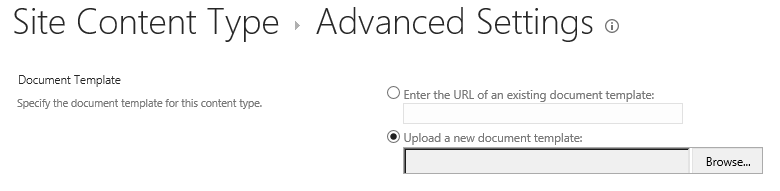 Site Content Type ▸ Advanced Settings
Document Template
Specify the document template for this content type.
Enter the URL of an existing document template:
Upload a new document template:
Browse...